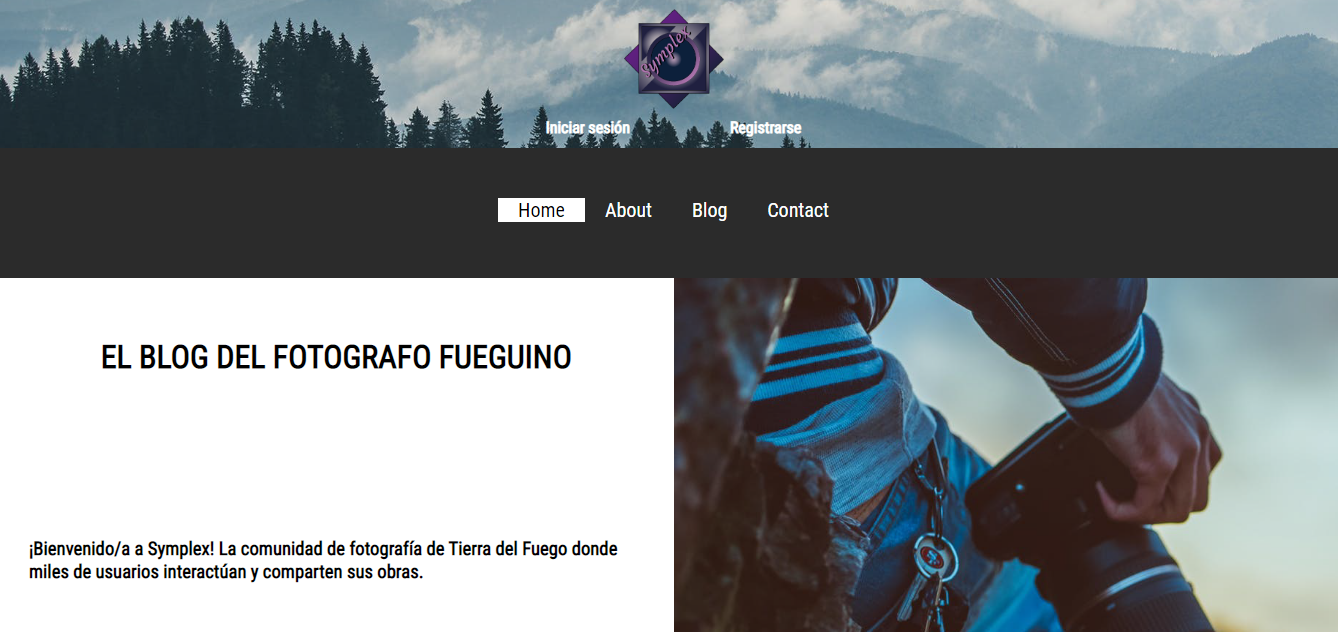 Symplex
Iniciar sesión
Registrarse
Home
About
Blog
Contact
EL BLOG DEL FOTOGRAFO FUEGUINO
¡Bienvenido/a a Symplex! La comunidad de fotografía de Tierra del Fuego donde
miles de usuarios interactúan y comparten sus obras.